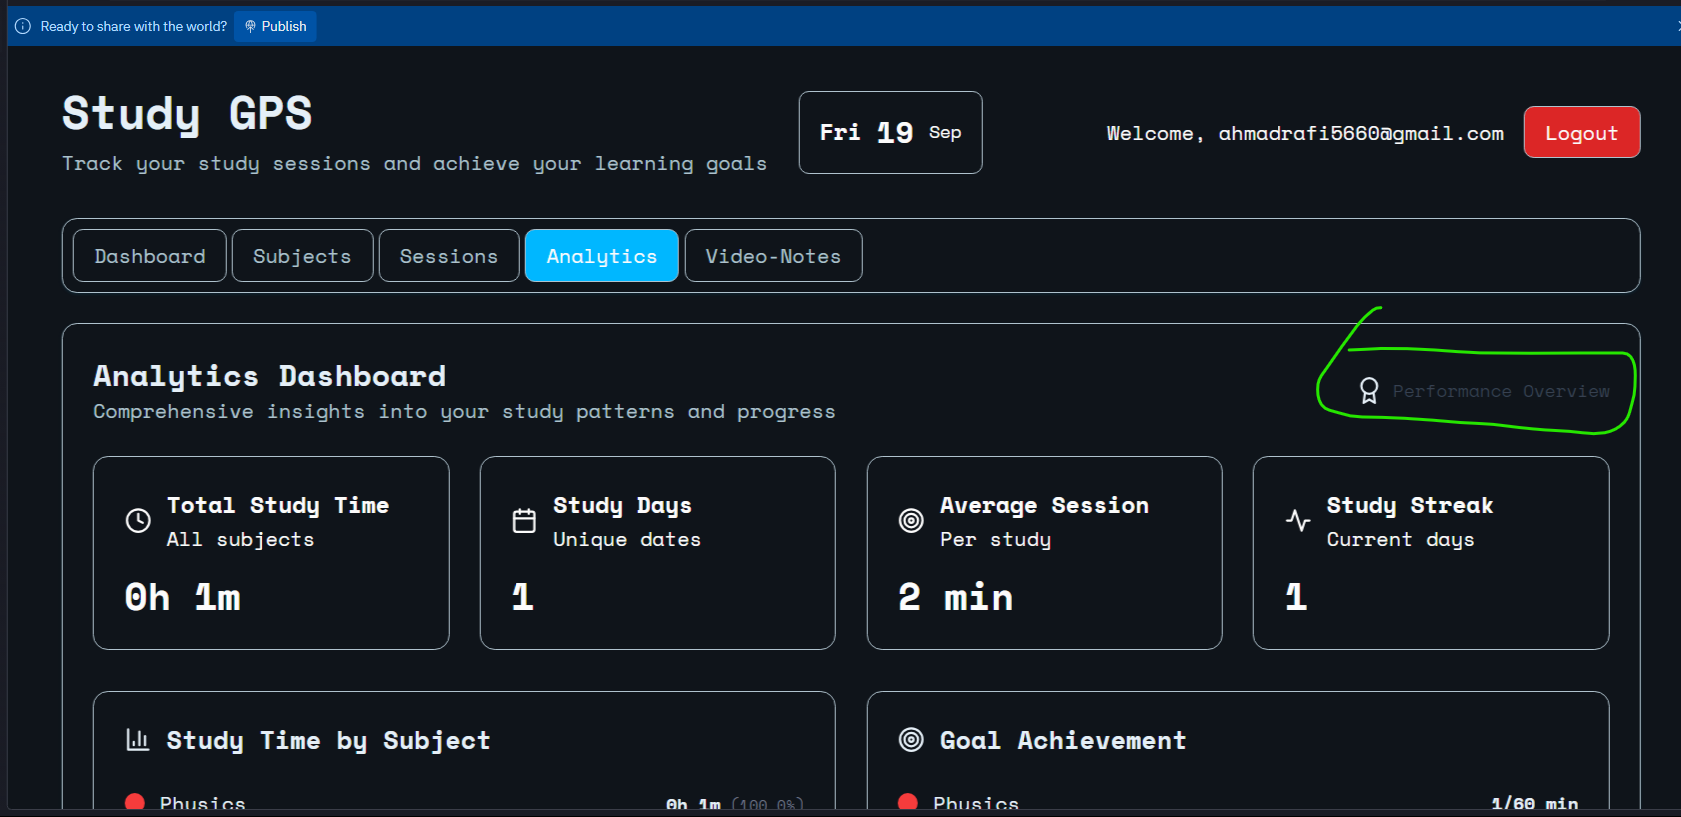 Ready to share with the world? Publish
Study GPS
Track your study sessions and achieve your learning goals
Fri 19 Sep
Welcome, ahmadrafi5660@gmail.com
Logout
Dashboard Subjects Sessions Analytics Video-Notes
Analytics Dashboard
Comprehensive insights into your study patterns and progress
Performance Overview
Total Study Time
All subjects
0h 1m
Study Days
Unique dates
1
Average Session
Per study
2 min
Study Streak
Current days
1
Study Time by Subject
Physics 0h 1m (100.0%)
Goal Achievement
Physics 1/60 min